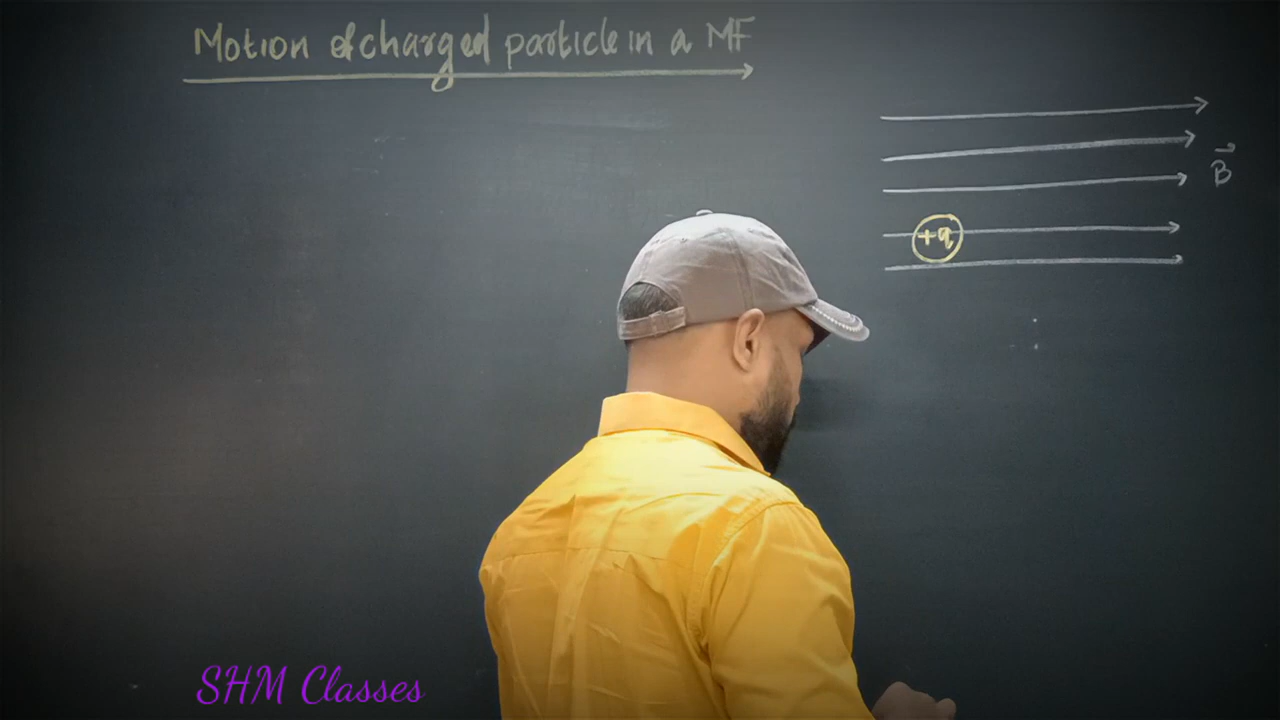 Motion of charged particle in a MF
B
+q
SHM Classes